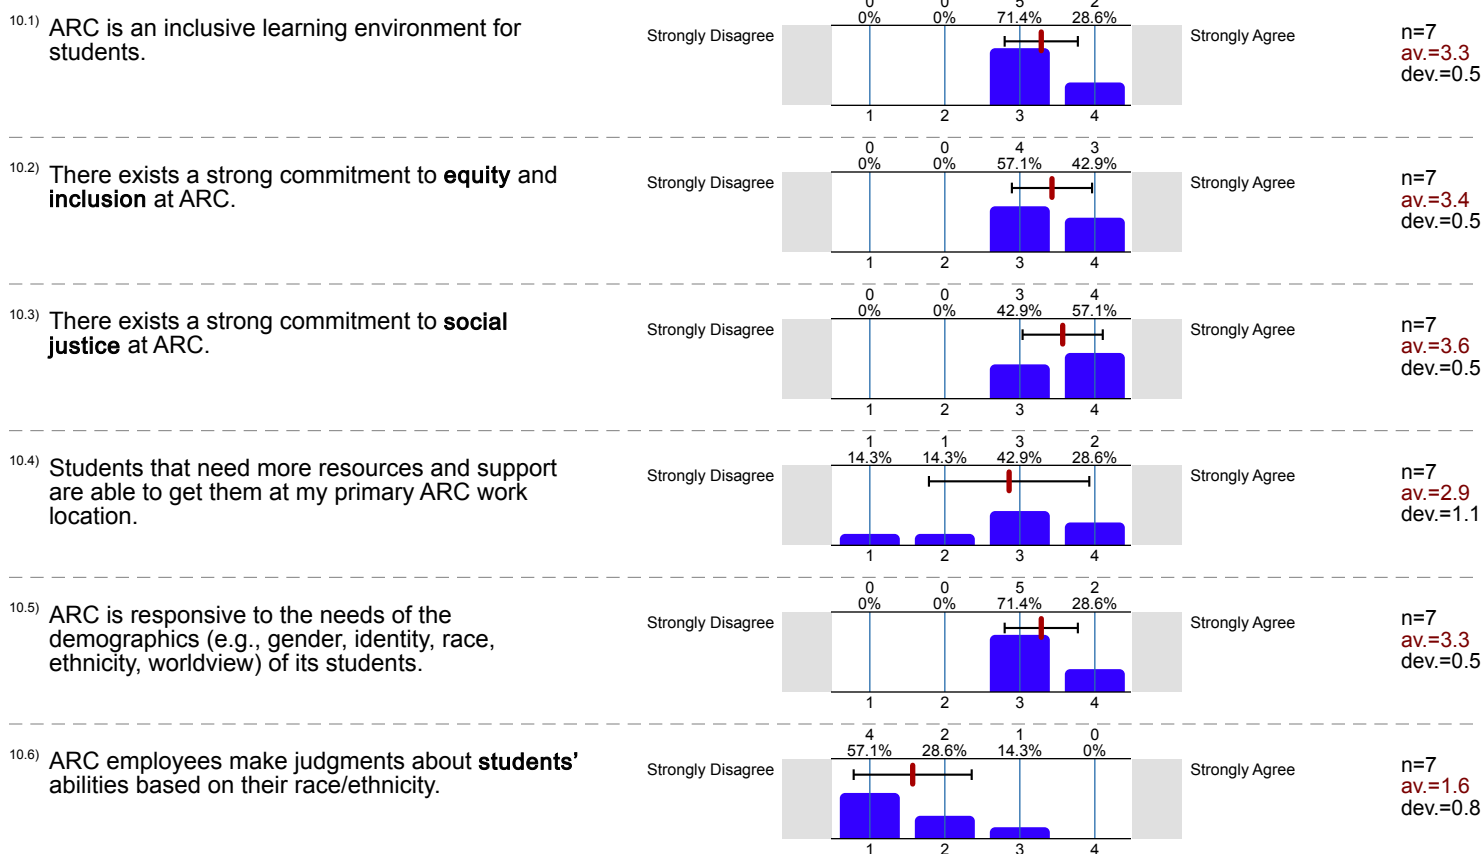 0 0 5 2
0% 0% 71.4% 28.6%
10.1) ARC is an inclusive learning environment for
students.
Strongly Disagree
Strongly Agree
n=7
av.=3.3
dev.=0.5
1 2 3 4
0 0 4 3
0% 0% 57.1% 42.9%
10.2) There exists a strong commitment to equity and
inclusion at ARC.
Strongly Disagree
Strongly Agree
n=7
av.=3.4
dev.=0.5
1 2 3 4
0 0 3 4
0% 0% 42.9% 57.1%
10.3) There exists a strong commitment to social
justice at ARC.
Strongly Disagree
Strongly Agree
n=7
av.=3.6
dev.=0.5
1 2 3 4
1 1 3 2
14.3% 14.3% 42.9% 28.6%
10.4) Students that need more resources and support
are able to get them at my primary ARC work
location.
Strongly Disagree
Strongly Agree
n=7
av.=2.9
dev.=1.1
1 2 3 4
0 0 5 2
0% 0% 71.4% 28.6%
10.5) ARC is responsive to the needs of the
demographics (e.g., gender, identity, race,
ethnicity, worldview) of its students.
Strongly Disagree
Strongly Agree
n=7
av.=3.3
dev.=0.5
1 2 3 4
4 2 1 0
57.1% 28.6% 14.3% 0%
10.6) ARC employees make judgments about students'
abilities based on their race/ethnicity.
Strongly Disagree
Strongly Agree
n=7
av.=1.6
dev.=0.8
1 2 3 4